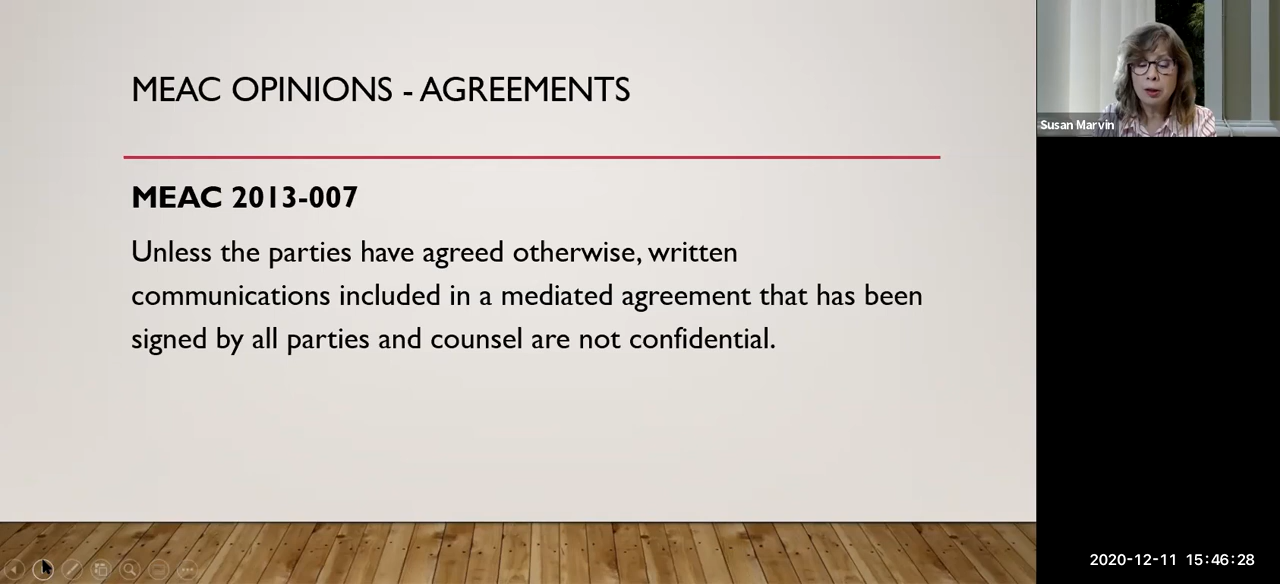 MEAC OPINIONS - AGREEMENTS
MEAC 2013-007
Unless the parties have agreed otherwise, written
communications included in a mediated agreement that has been
signed by all parties and counsel are not confidential.
Susan Marvin
2020-12-11 15:46:28